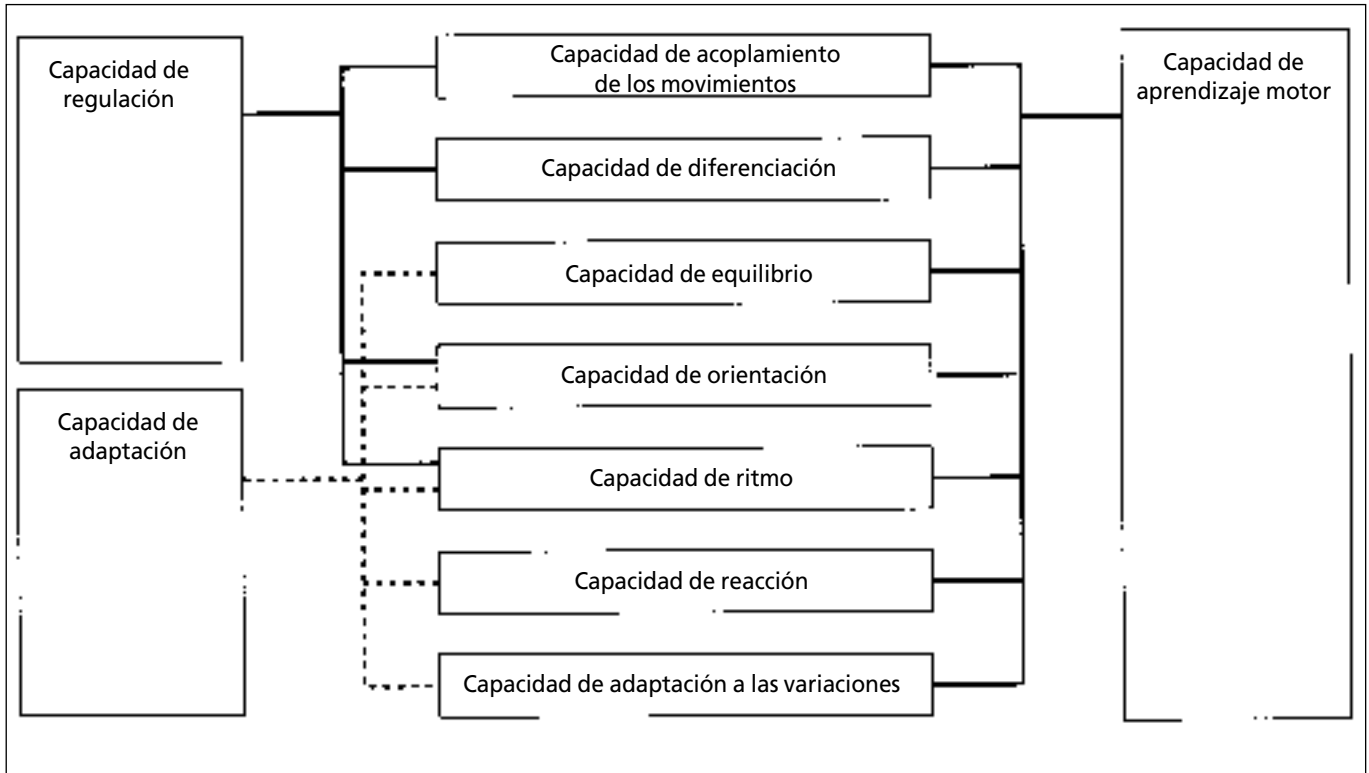 Capacidad de
regulación
Capacidad de
adaptación
Capacidad de acoplamiento
de los movimientos
Capacidad de diferenciación
Capacidad de equilibrio
Capacidad de orientación
Capacidad de ritmo
Capacidad de reacción
Capacidad de adaptación a las variaciones
Capacidad de
aprendizaje motor